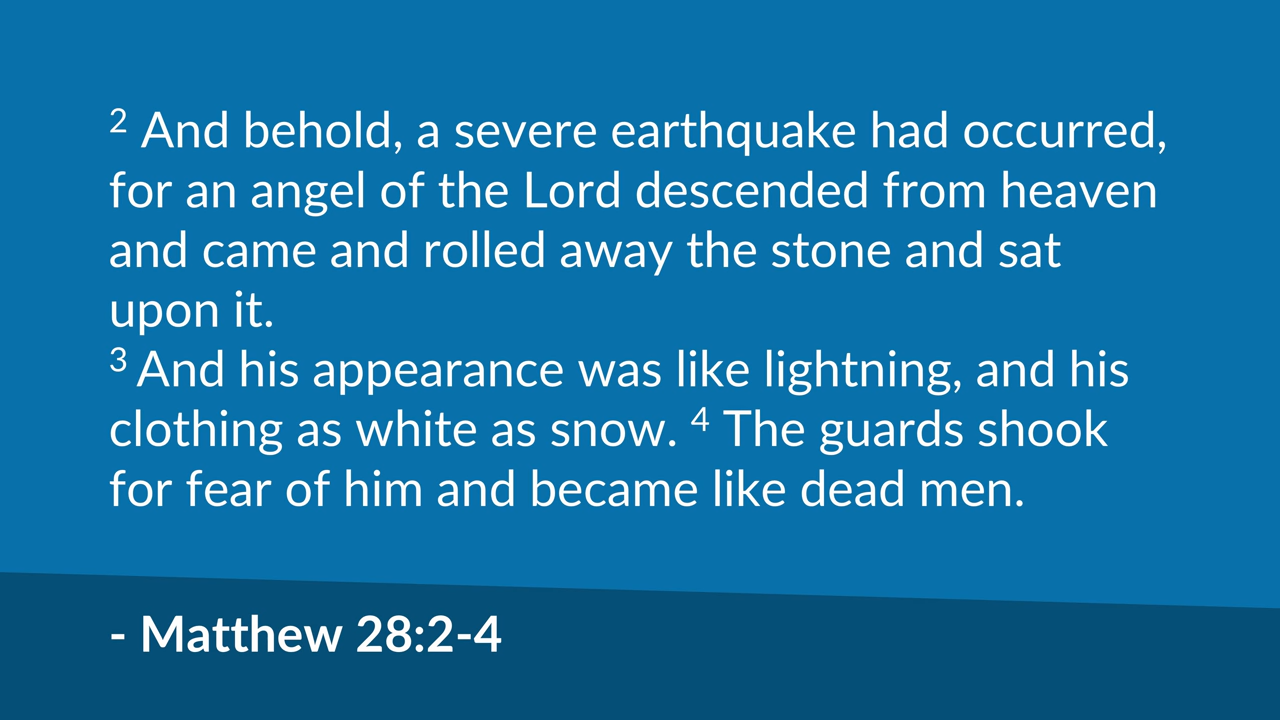 ² And behold, a severe earthquake had occurred,
for an angel of the Lord descended from heaven
and came and rolled away the stone and sat
upon it.
³ And his appearance was like lightning, and his
clothing as white as snow. ⁴ The guards shook
for fear of him and became like dead men.
- Matthew 28:2-4